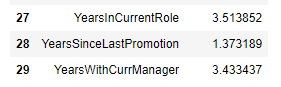 27 YearsInCurrentRole 3.513852
28 YearsSinceLastPromotion 1.373189
29 YearsWithCurrManager 3.433437